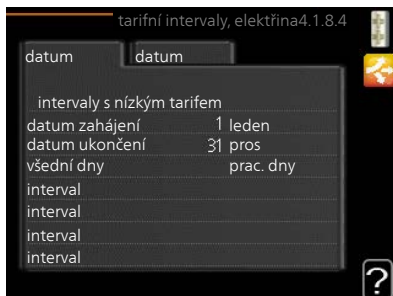 tarifní intervaly, elektřina4.1.8.4
datum datum
intervaly s nízkým tarifem
datum zahájení 1 leden
datum ukončení 31 pros
všední dny prac. dny
interval
interval
interval
interval
?